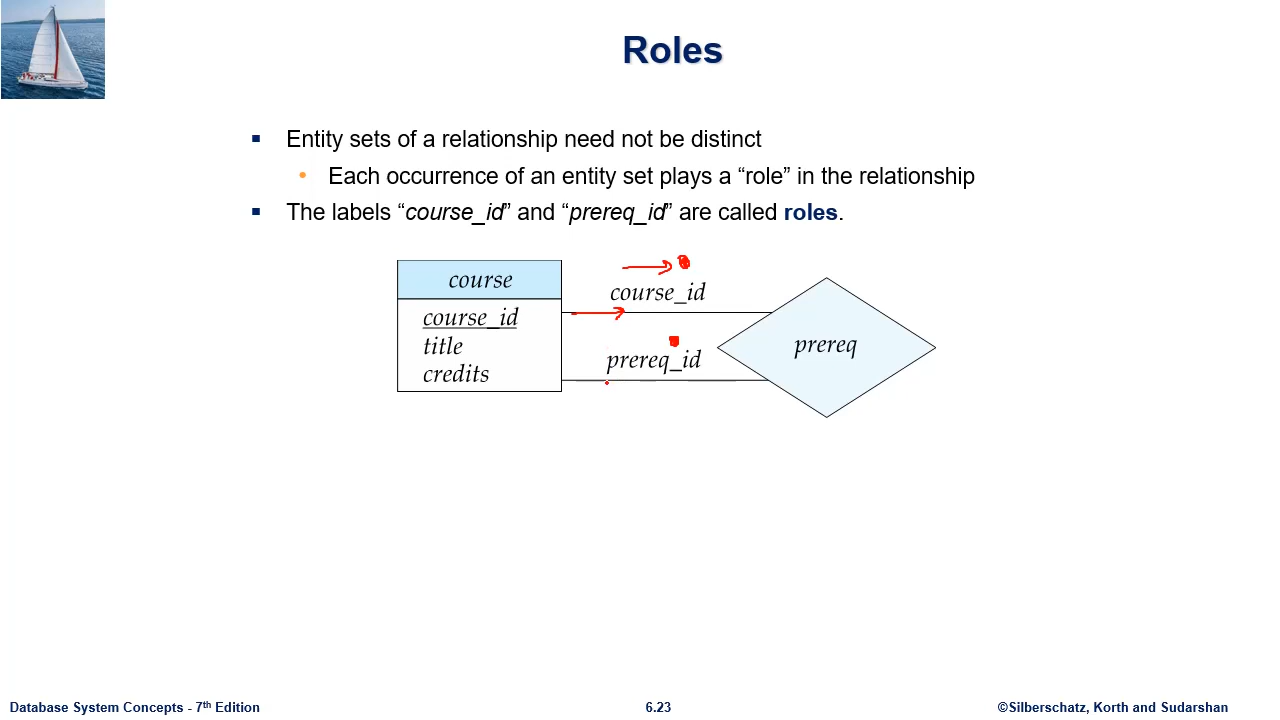 Roles
Entity sets of a relationship need not be distinct
Each occurrence of an entity set plays a “role” in the relationship
The labels “course_id” and “prereq_id” are called roles.
course
course_id
title
credits
course_id
prereq_id
prereq
Database System Concepts - 7th Edition
6.23
©Silberschatz, Korth and Sudarshan